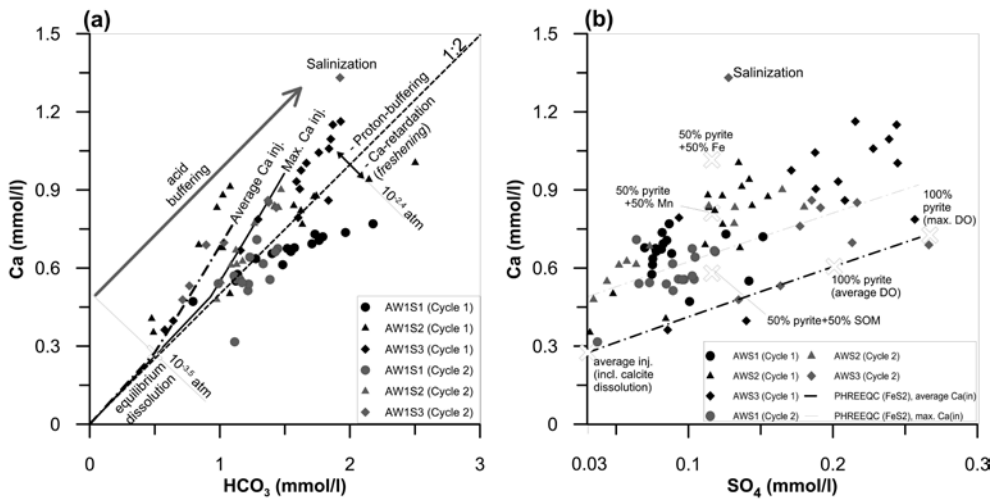 (a)
1.5
1.2
0.9
0.6
0.3
0
Ca (mmol/l)
0
1
2
3
HCO3 (mmol/l)
Salinization
1:2
acid
buffering
Average Ca inj.
Max. Ca inj.
- Proton-buffering
- Ca-retardation
(freshening)
10-2.4 atm
10-3.5 atm
equilibrium
dissolution
AW1S1 (Cycle 1)
AW1S2 (Cycle 1)
AW1S3 (Cycle 1)
AW1S1 (Cycle 2)
AW1S2 (Cycle 2)
AW1S3 (Cycle 2)
(b)
1.5
1.2
0.9
0.6
0.3
0
Ca (mmol/l)
0.03
0.1
0.2
0.3
SO4 (mmol/l)
Salinization
50% pyrite
+50% Fe
50% pyrite
+50% Mn
100%
pyrite
(max. DO)
100% pyrite
(average DO)
50% pyrite+50% SOM
average inj.
(incl. calcite
dissolution)
AWS1 (Cycle 1)
AWS2 (Cycle 1)
AWS3 (Cycle 1)
AWS1 (Cycle 2)
AWS2 (Cycle 2)
AWS3 (Cycle 2)
PHREEQC (FeS2), average Ca(in)
PHREEQC (FeS2), max. Ca(in)